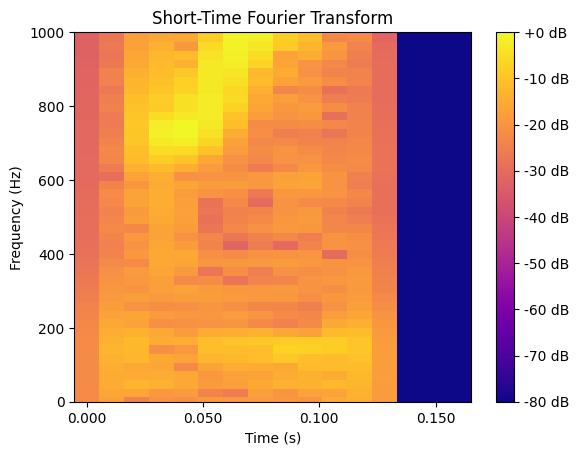 Short-Time Fourier Transform
1000
800
600
400
200
0
Frequency (Hz)
0.000
0.050
0.100
0.150
Time (s)
+0 dB
-10 dB
-20 dB
-30 dB
-40 dB
-50 dB
-60 dB
-70 dB
-80 dB